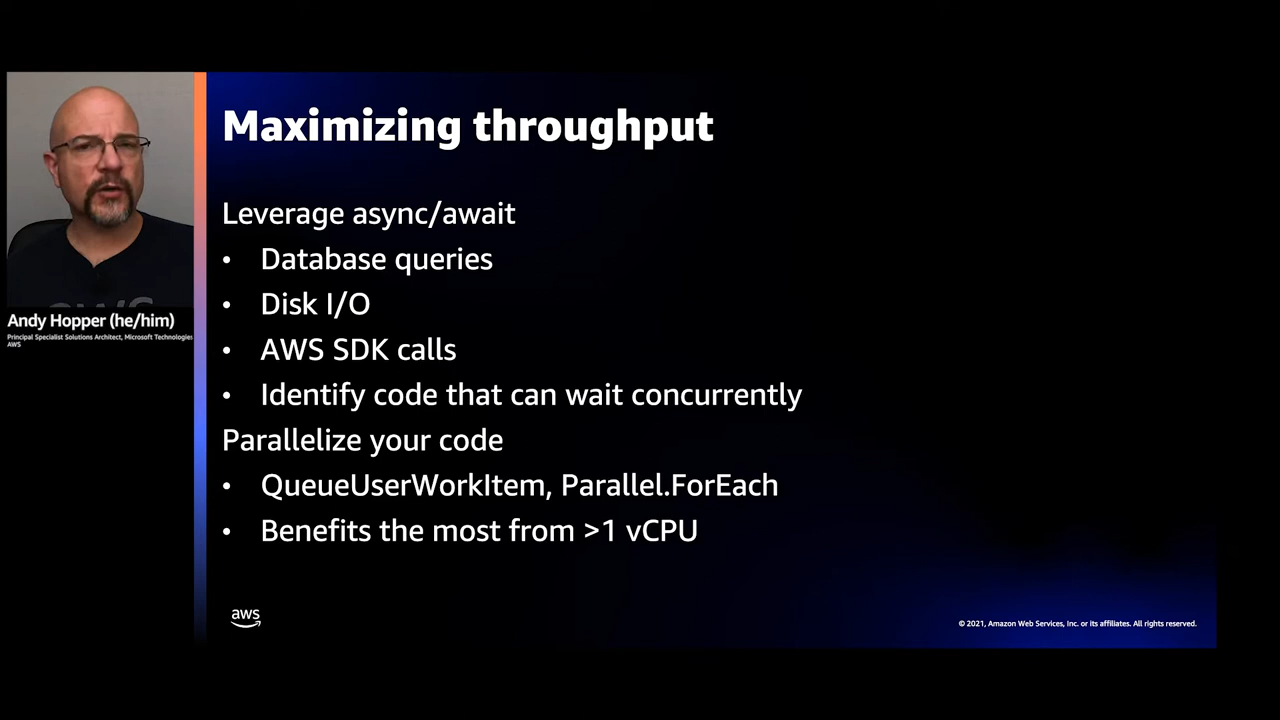 Maximizing throughput
Leverage async/await
• Database queries
• Disk I/O
• AWS SDK calls
• Identify code that can wait concurrently
Parallelize your code
• QueueUserWorkItem, Parallel.ForEach
• Benefits the most from >1 vCPU
aws
Andy Hopper (he/him)
Principal Specialist Solutions Architect, Microsoft Technologies
AWS
aws
© 2021, Amazon Web Services, Inc. or its affiliates. All rights reserved.